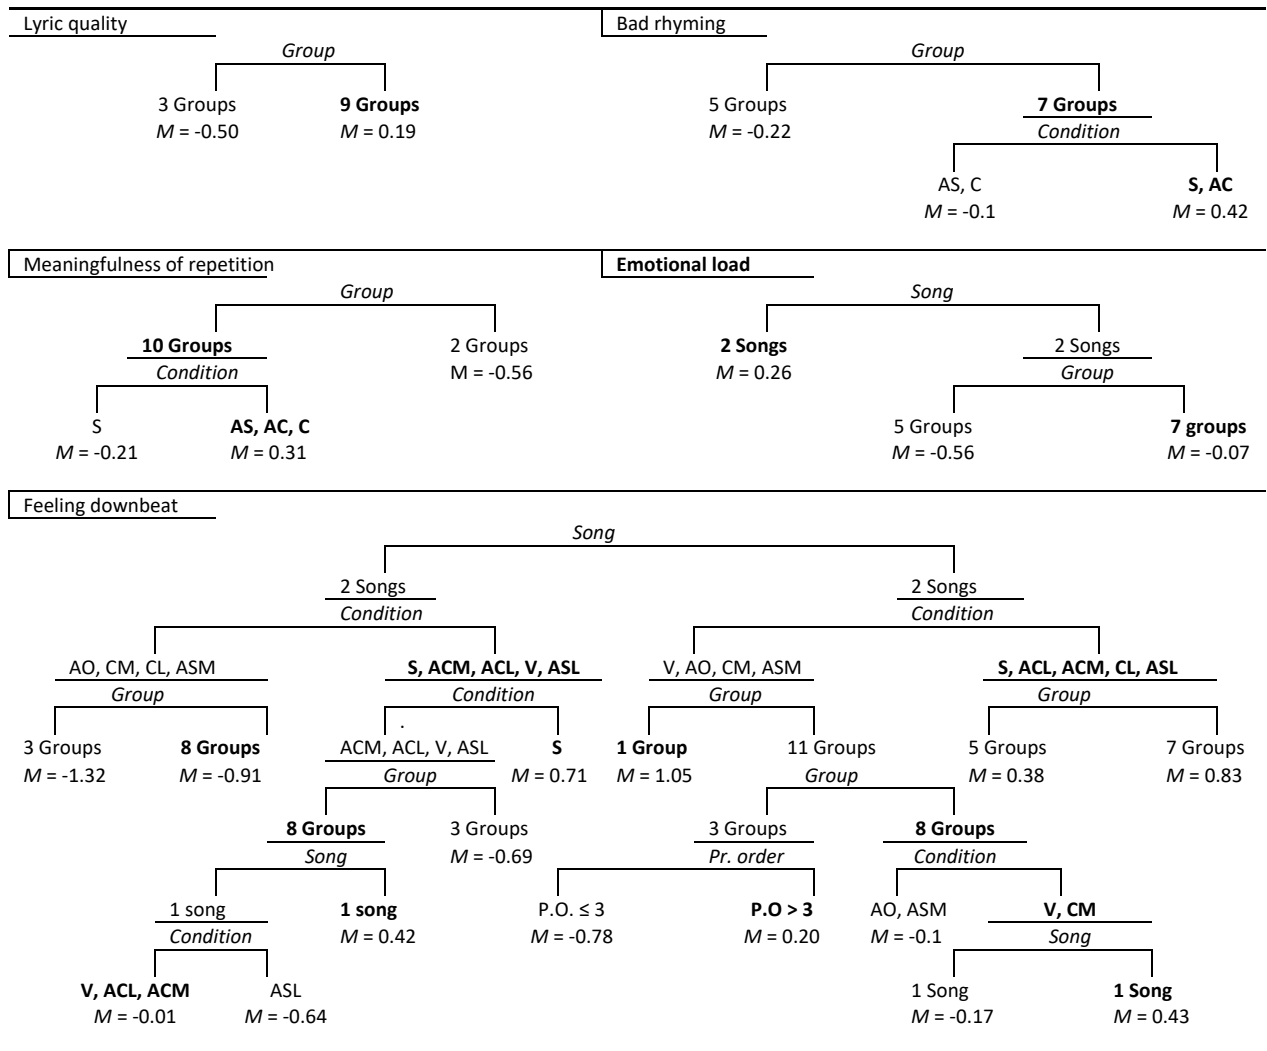 Lyric quality
Group
3 Groups 9 Groups
M = -0.50 M = 0.19
Bad rhyming
Group
5 Groups 7 Groups
M = -0.22 Condition
AS, C S, AC
M = -0.1 M = 0.42
Meaningfulness of repetition
Group
10 Groups 2 Groups
Condition M = -0.56
S AS, AC, C
M = -0.21 M = 0.31
Emotional load
Song
2 Songs 2 Songs
M = 0.26 Group
5 Groups 7 groups
M = -0.56 M = -0.07
Feeling downbeat
Song
2 Songs 2 Songs
Condition Condition
AO, CM, CL, ASM S, ACM, ACL, V, ASL V, AO, CM, ASM S, ACL, ACM, CL, ASL
Group Condition Group Group
.
3 Groups 8 Groups ACM, ACL, V, ASL S 1 Group 11 Groups 5 Groups 7 Groups
M = -1.32 M = -0.91 Group M = 0.71 M = 1.05 Group M = 0.38 M = 0.83
8 Groups 3 Groups 3 Groups 8 Groups
Song M = -0.69 Pr. order Condition
1 song 1 song P.O. ≤ 3 P.O > 3 AO, ASM V, CM
Condition M = 0.42 M = -0.78 M = 0.20 M = -0.1 Song
V, ACL, ACM ASL 1 Song 1 Song
M = -0.01 M = -0.64 M = -0.17 M = 0.43